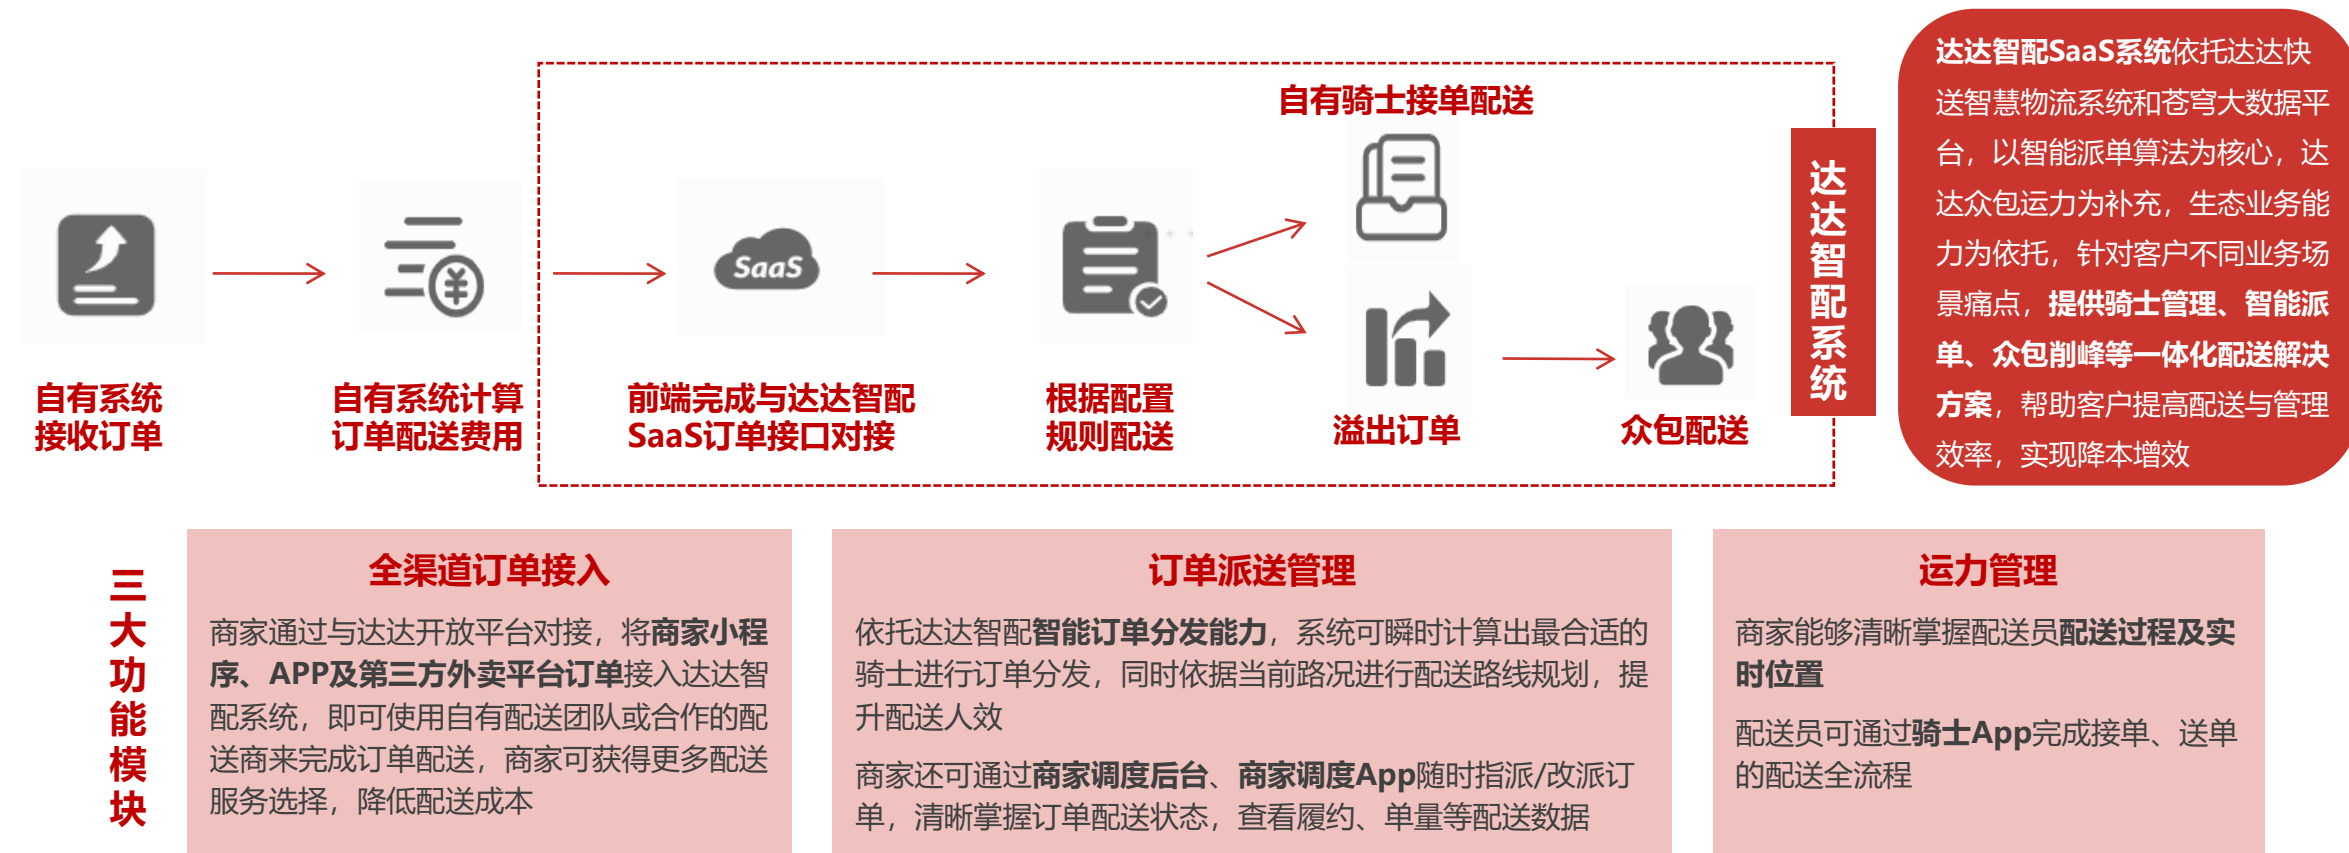 自有系统
接收订单
自有系统计算
订单配送费用
SaaS
前端完成与达达智配
SaaS订单接口对接
根据配置
规则配送
自有骑士接单配送
溢出订单
众包配送
达达智配系统
达达智配SaaS系统依托达达快
送智慧物流系统和苍穹大数据平
台，以智能派单算法为核心，达
达众包运力为补充，生态业务能
力为依托，针对客户不同业务场
景痛点，提供骑士管理、智能派
单、众包削峰等一体化配送解决
方案，帮助客户提高配送与管理
效率，实现降本增效
三大功能模块
全渠道订单接入
商家通过与达达开放平台对接，将商家小程
序、APP及第三方外卖平台订单接入达达智
配系统，即可使用自有配送团队或合作的配
送商来完成订单配送，商家可获得更多配送
服务选择，降低配送成本
订单派送管理
依托达达智配智能订单分发能力，系统可瞬时计算出最合适的
骑士进行订单分发，同时依据当前路况进行配送路线规划，提
升配送人效
商家还可通过商家调度后台、商家调度App随时指派/改派订
单，清晰掌握订单配送状态，查看履约、单量等配送数据
运力管理
商家能够清晰掌握配送员配送过程及实
时位置
配送员可通过骑士App完成接单、送单
的配送全流程